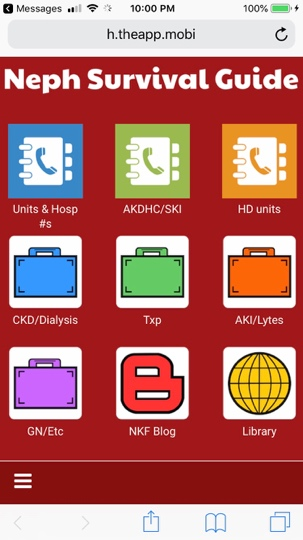 Messages 10:00 PM 100%
h.theapp.mobi
Neph Survival Guide
Units & Hosp #s
AKDHC/SKI
HD units
CKD/Dialysis
Txp
AKI/Lytes
GN/Etc
NKF Blog
Library